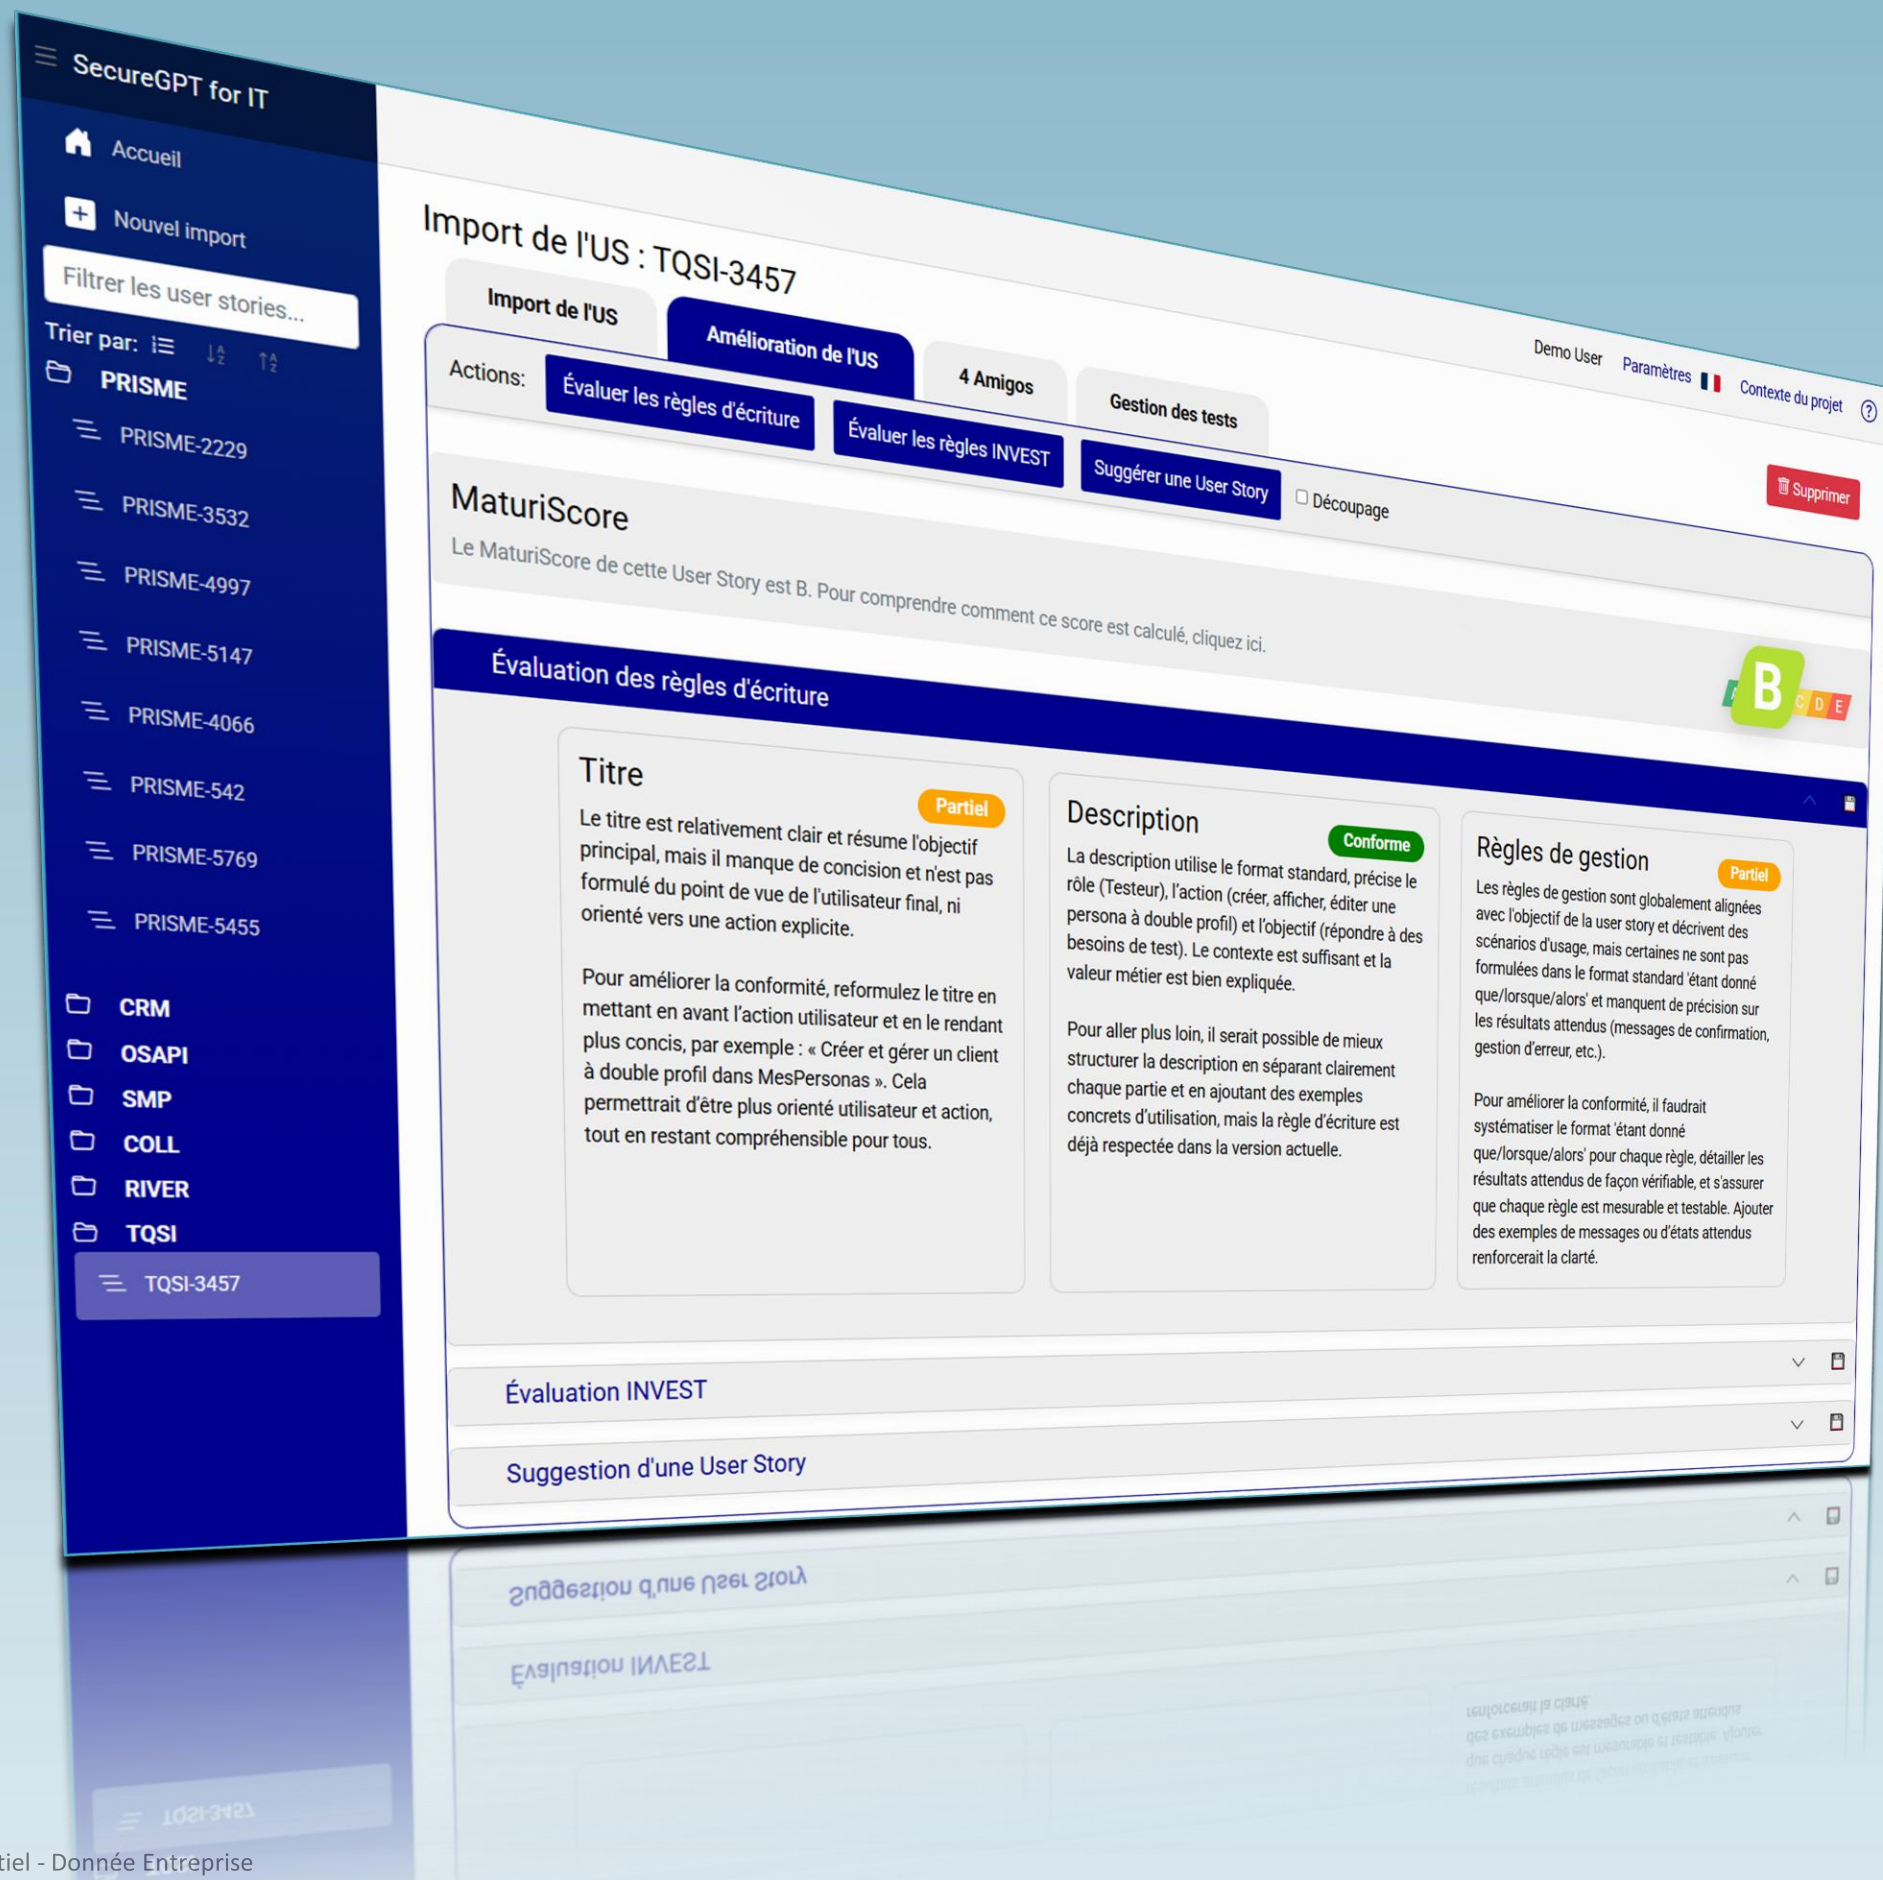 SecureGPT for IT
Accueil
Nouvel import
Filtrer les user stories...
Trier par:
PRISME
PRISME-2229
PRISME-3532
PRISME-4997
PRISME-5147
PRISME-4066
PRISME-542
PRISME-5769
PRISME-5455
CRM
OSAPI
SMP
COLL
RIVER
TQSI
TQSI-3457
Demo User Paramètres Contexte du projet
Import de l'US : TQSI-3457
Supprimer
Import de l'US
Amélioration de l'US
4 Amigos
Gestion des tests
Actions:
Évaluer les règles d'écriture
Évaluer les règles INVEST
Suggérer une User Story
Découpage
MaturiScore
Le MaturiScore de cette User Story est B. Pour comprendre comment ce score est calculé, cliquez ici.
A B C D E
Évaluation des règles d'écriture
Titre
Partiel
Le titre est relativement clair et résume l'objectif
principal, mais il manque de concision et n'est pas
formulé du point de vue de l'utilisateur final, ni
orienté vers une action explicite.
Pour améliorer la conformité, reformulez le titre en
mettant en avant l'action utilisateur et en le rendant
plus concis, par exemple : « Créer et gérer un client
à double profil dans MesPersonas ». Cela
permettrait d'être plus orienté utilisateur et action,
tout en restant compréhensible pour tous.
Description
Conforme
La description utilise le format standard, précise le
rôle (Testeur), l'action (créer, afficher, éditer une
persona à double profil) et l'objectif (répondre à des
besoins de test). Le contexte est suffisant et la
valeur métier est bien expliquée.
Pour aller plus loin, il serait possible de mieux
structurer la description en séparant clairement
chaque partie et en ajoutant des exemples
concrets d'utilisation, mais la règle d'écriture est
déjà respectée dans la version actuelle.
Règles de gestion
Partiel
Les règles de gestion sont globalement alignées
avec l'objectif de la user story et décrivent des
scénarios d'usage, mais certaines ne sont pas
formulées dans le format standard 'étant donné
que/lorsque/alors' et manquent de précision sur
les résultats attendus (messages de confirmation,
gestion d'erreur, etc.).
Pour améliorer la conformité, il faudrait
systématiser le format 'étant donné
que/lorsque/alors' pour chaque règle, détailler les
résultats attendus de façon vérifiable, et s'assurer
que chaque règle est mesurable et testable. Ajouter
des exemples de messages ou d'états attendus
renforcerait la clarté.
Évaluation INVEST
Suggestion d'une User Story
tiel - Donnée Entreprise